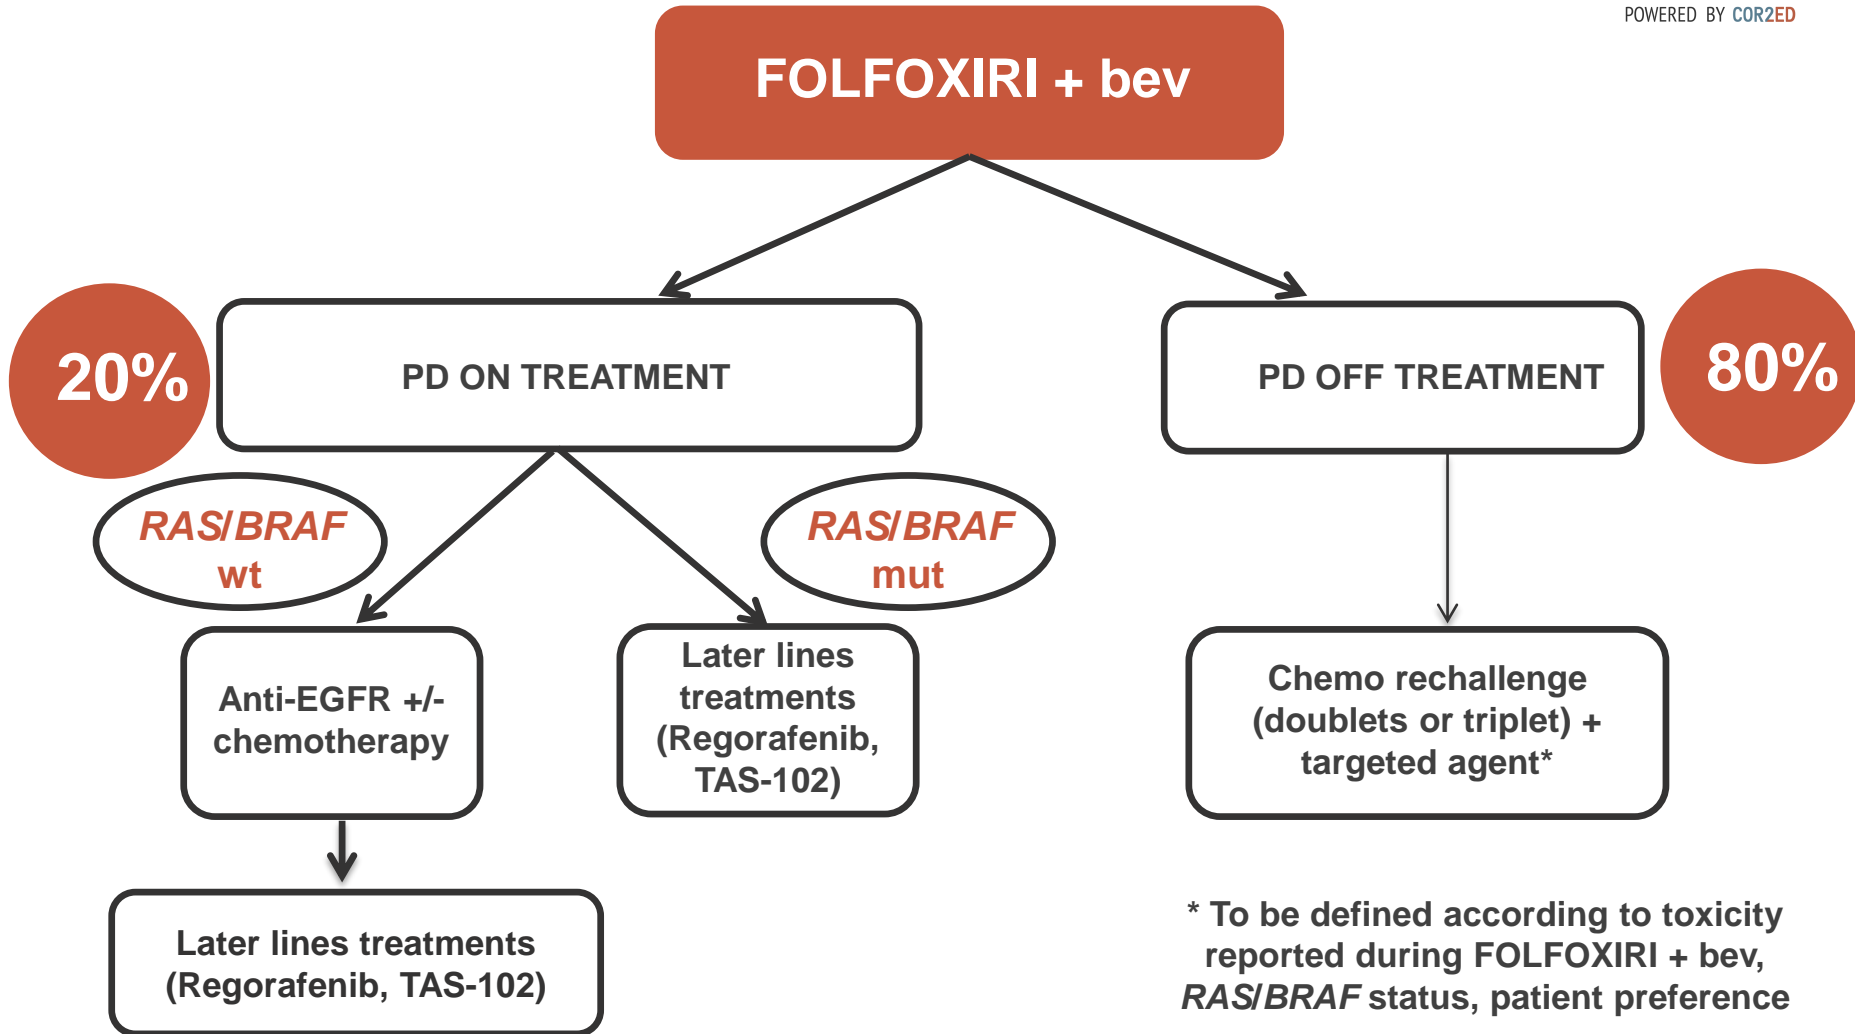 POWERED BY COR2ED
FOLFOXIRI + bev
20%
PD ON TREATMENT
PD OFF TREATMENT
80%
RAS/BRAF
wt
RAS/BRAF
mut
Anti-EGFR +/-
chemotherapy
Later lines
treatments
(Regorafenib,
TAS-102)
Chemo rechallenge
(doublets or triplet) +
targeted agent*
Later lines treatments
(Regorafenib, TAS-102)
* To be defined according to toxicity
reported during FOLFOXIRI + bev,
RAS/BRAF status, patient preference